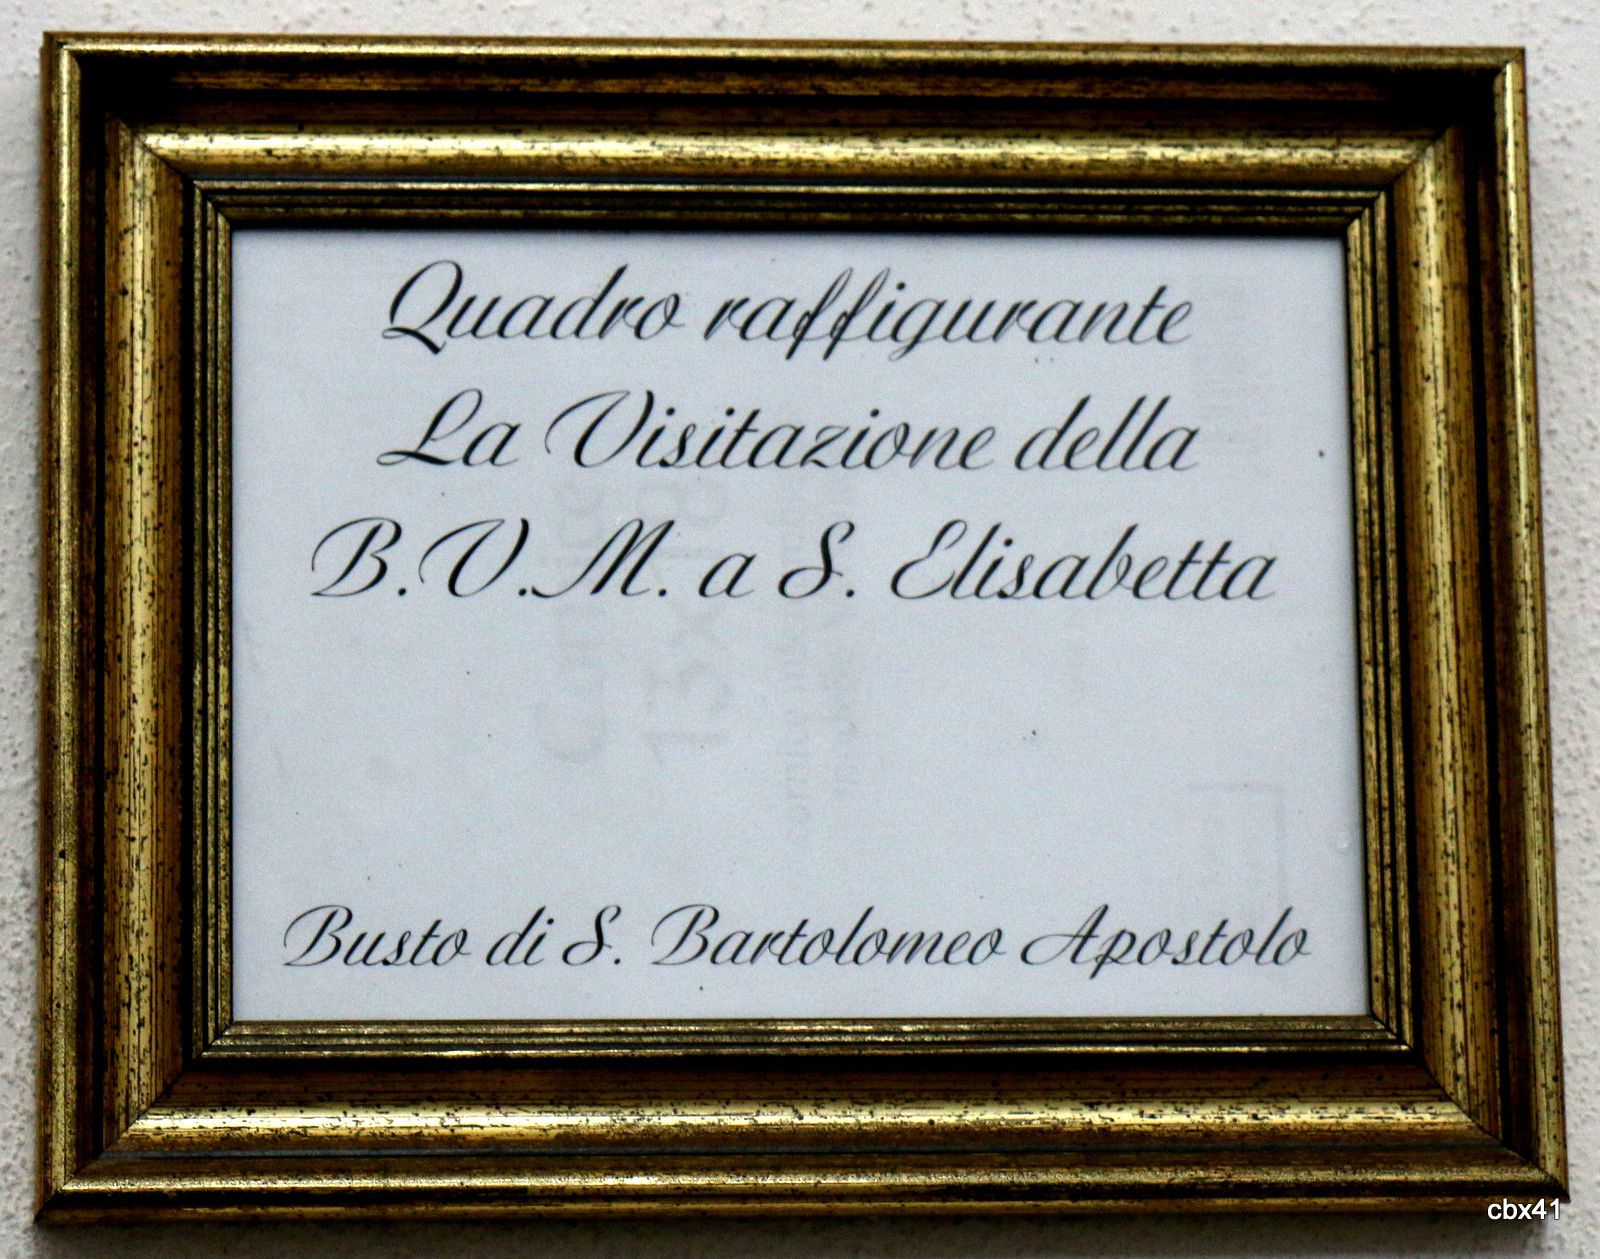 Quadro raffigurante
La Visitazione della
B.V.M. a S. Elisabetta
Busto di S. Bartolomeo Apostolo
cbx41